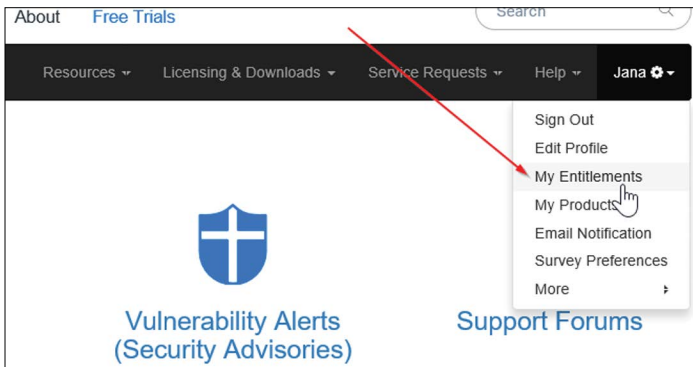 About Free Trials Search
Resources Licensing & Downloads Service Requests Help Jana
Sign Out
Edit Profile
My Entitlements
My Products
Email Notification
Survey Preferences
More
Vulnerability Alerts
(Security Advisories)
Support Forums